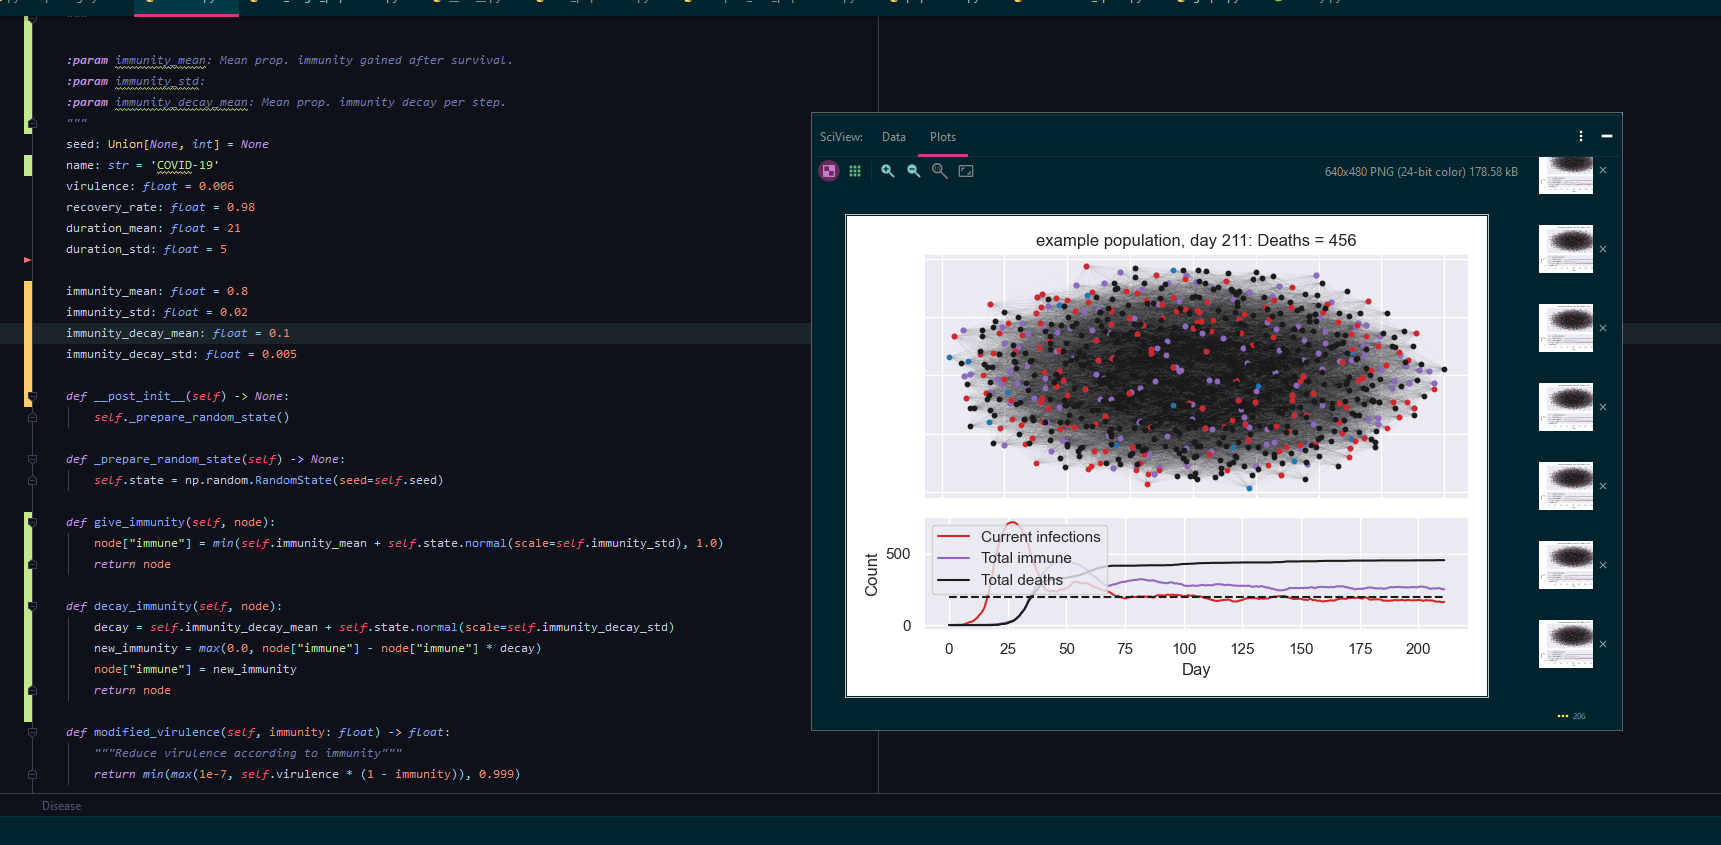 """
:param immunity_mean: Mean prop. immunity gained after survival.
:param immunity_std:
:param immunity_decay_mean: Mean prop. immunity decay per step.
"""
seed: Union[None, int] = None
name: str = 'COVID-19'
virulence: float = 0.006
recovery_rate: float = 0.98
duration_mean: float = 21
duration_std: float = 5
immunity_mean: float = 0.8
immunity_std: float = 0.02
immunity_decay_mean: float = 0.1
immunity_decay_std: float = 0.005
def __post_init__(self) -> None:
self._prepare_random_state()
def _prepare_random_state(self) -> None:
self.state = np.random.RandomState(seed=self.seed)
def give_immunity(self, node):
node["immune"] = min(self.immunity_mean + self.state.normal(scale=self.immunity_std), 1.0)
return node
def decay_immunity(self, node):
decay = self.immunity_decay_mean + self.state.normal(scale=self.immunity_decay_std)
new_immunity = max(0.0, node["immune"] - node["immune"] * decay)
node["immune"] = new_immunity
return node
def modified_virulence(self, immunity: float) -> float:
"""Reduce virulence according to immunity"""
return min(max(1e-7, self.virulence * (1 - immunity)), 0.999)
Disease
SciView: Data Plots
640x480 PNG (24-bit color) 178.58 kB
example population, day 211: Deaths = 456
Current infections
Total immune
Total deaths
Count
500
0
0 25 50 75 100 125 150 175 200
Day
206